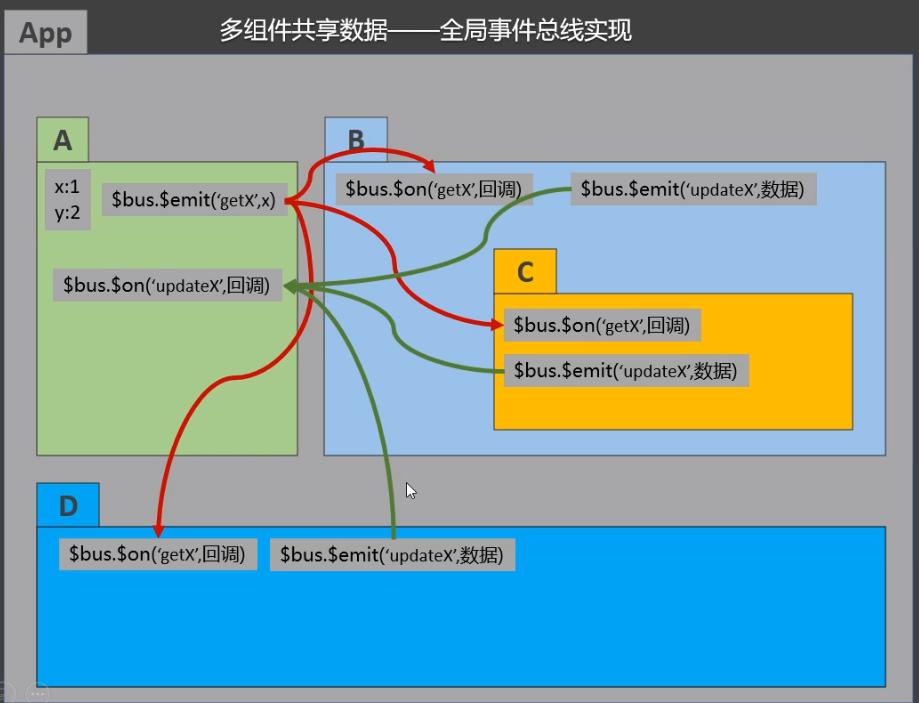 App
多组件共享数据——全局事件总线实现
A
x:1
y:2
$bus.$emit(‘getX’,x)
$bus.$on(‘updateX’,回调)
B
$bus.$on(‘getX’,回调)
$bus.$emit(‘updateX’,数据)
C
$bus.$on(‘getX’,回调)
$bus.$emit(‘updateX’,数据)
D
$bus.$on(‘getX’,回调)
$bus.$emit(‘updateX’,数据)